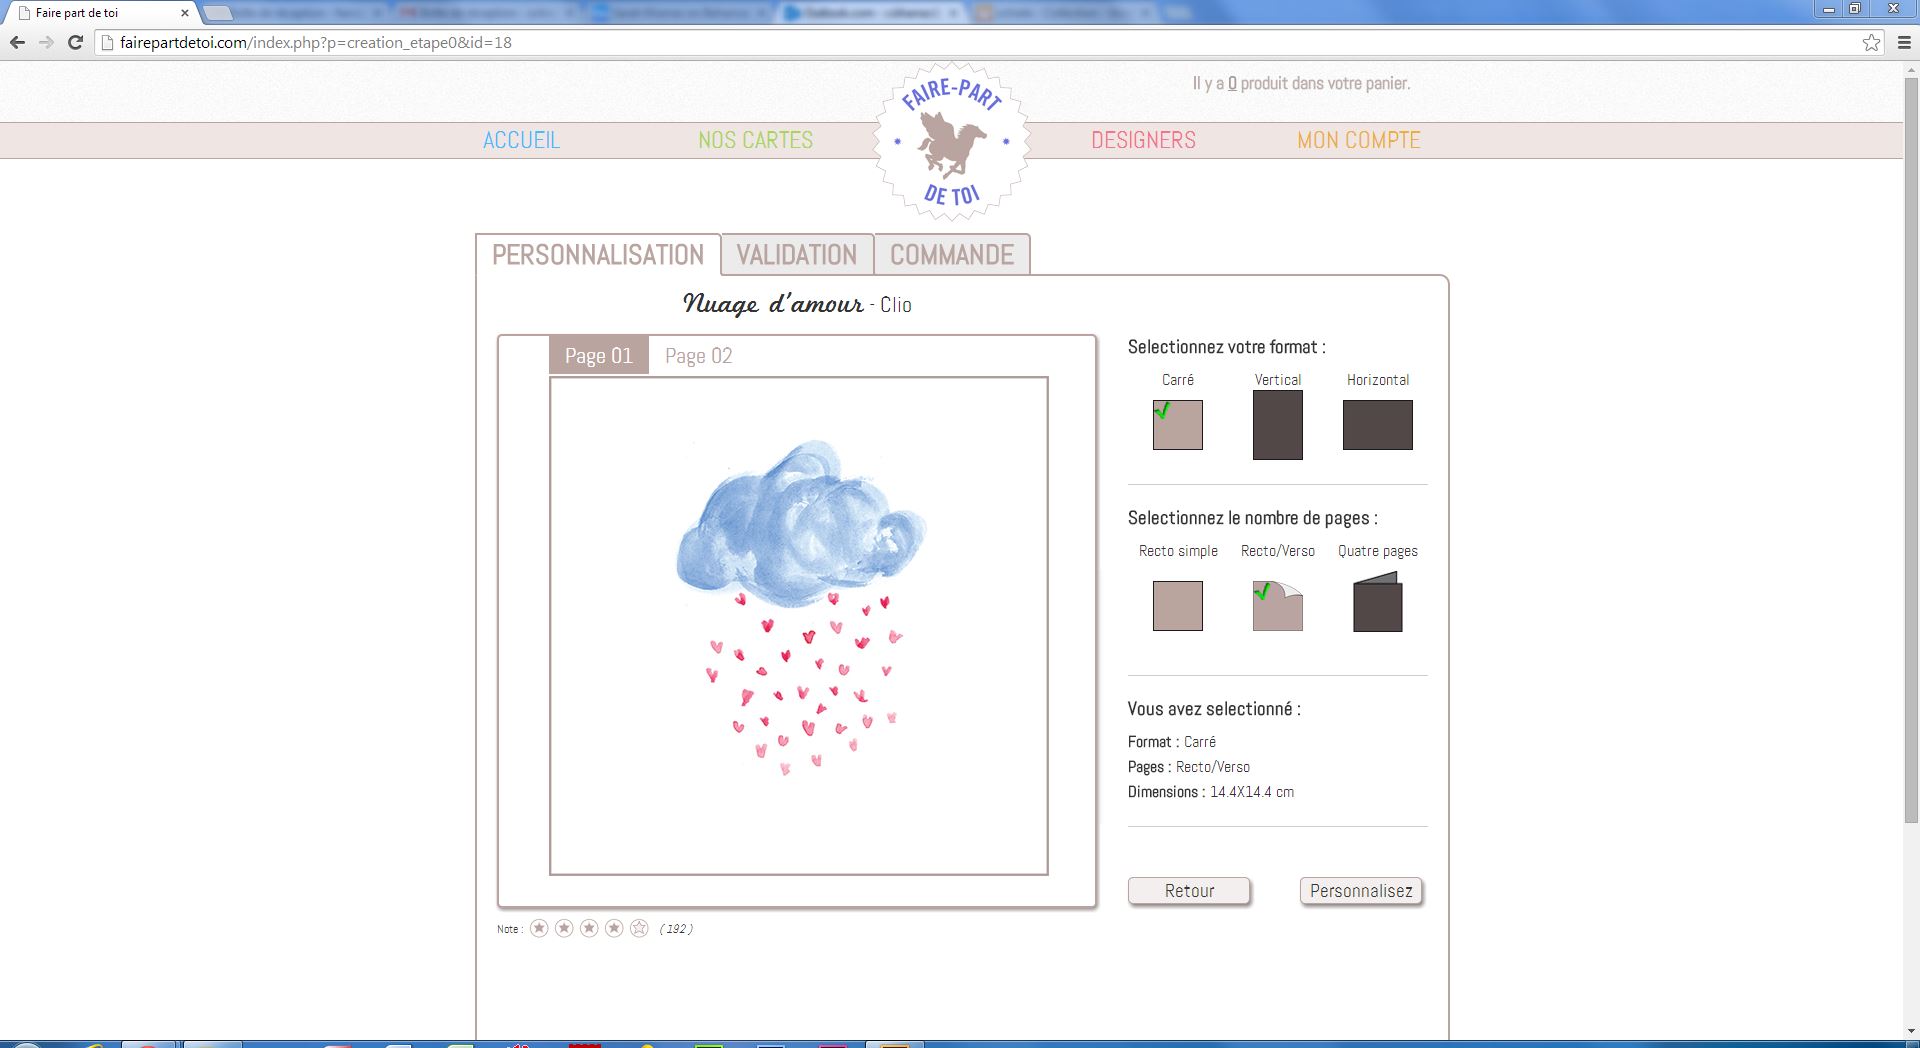 Faire part de toi
fairepartdetoi.com/index.php?p=creation_etape0&id=18
Il y a 0 produit dans votre panier.
ACCUEIL
NOS CARTES
FAIRE-PART
DE TOI
DESIGNERS
MON COMPTE
PERSONNALISATION
VALIDATION
COMMANDE
Nuage d'amour - Clio
Page 01
Page 02
Selectionnez votre format :
Carré
Vertical
Horizontal
Selectionnez le nombre de pages :
Recto simple
Recto/Verso
Quatre pages
Vous avez selectionné :
Format : Carré
Pages : Recto/Verso
Dimensions : 14.4X14.4 cm
Retour
Personnalisez
Note :
( 192 )